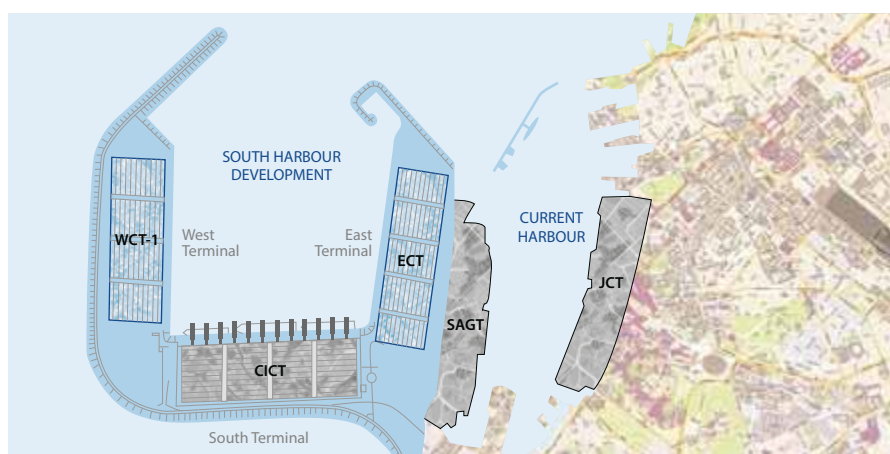 SOUTH HARBOUR
DEVELOPMENT
WCT-1
West
Terminal
East
Terminal
ECT
CURRENT
HARBOUR
JCT
SAGT
CICT
South Terminal